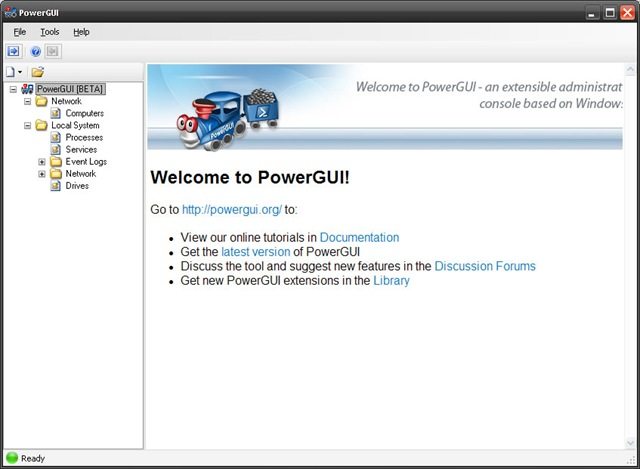 PowerGUI
File Tools Help
PowerGUI [BETA]
Network
Computers
Local System
Processes
Services
Event Logs
Network
Drives
Welcome to PowerGUI - an extensible administrat
console based on Windows
PowerGUI
Welcome to PowerGUI!
Go to http://powergui.org/ to:
View our online tutorials in Documentation
Get the latest version of PowerGUI
Discuss the tool and suggest new features in the Discussion Forums
Get new PowerGUI extensions in the Library
Ready